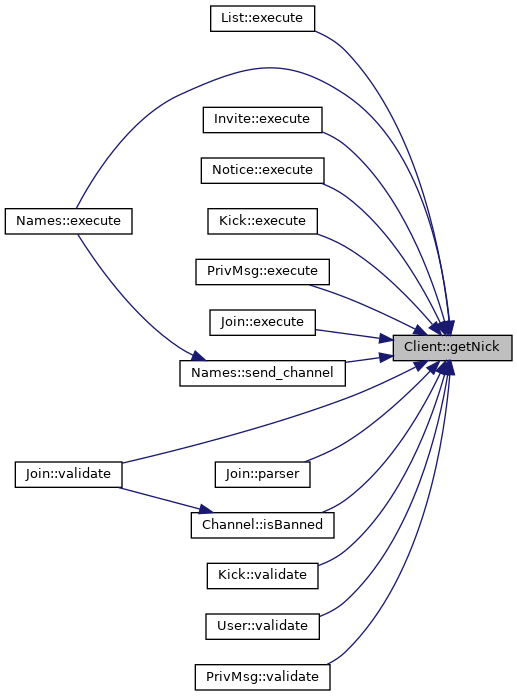 List::execute
Invite::execute
Notice::execute
Names::execute
Kick::execute
PrivMsg::execute
Join::execute
Client::getNick
Names::send_channel
Join::validate
Join::parser
Channel::isBanned
Kick::validate
User::validate
PrivMsg::validate